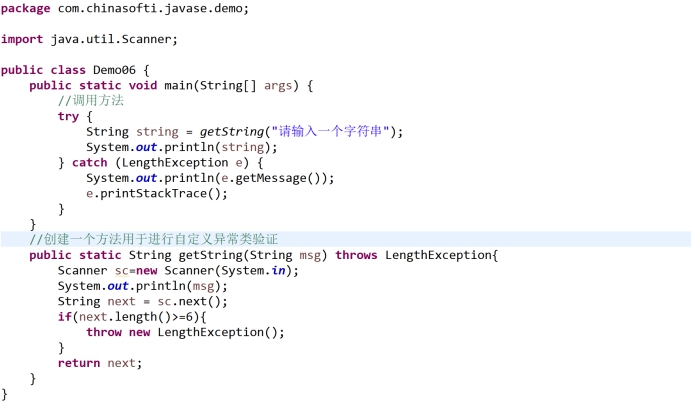 package com.chinasofti.javase.demo;
import java.util.Scanner;
public class Demo06 {
public static void main(String[] args) {
//调用方法
try {
String string = getString("请输入一个字符串");
System.out.println(string);
} catch (LengthException e) {
System.out.println(e.getMessage());
e.printStackTrace();
}
}
//创建一个方法用于进行自定义异常类验证
public static String getString(String msg) throws LengthException{
Scanner sc=new Scanner(System.in);
System.out.println(msg);
String next = sc.next();
if(next.length()>=6){
throw new LengthException();
}
return next;
}
}